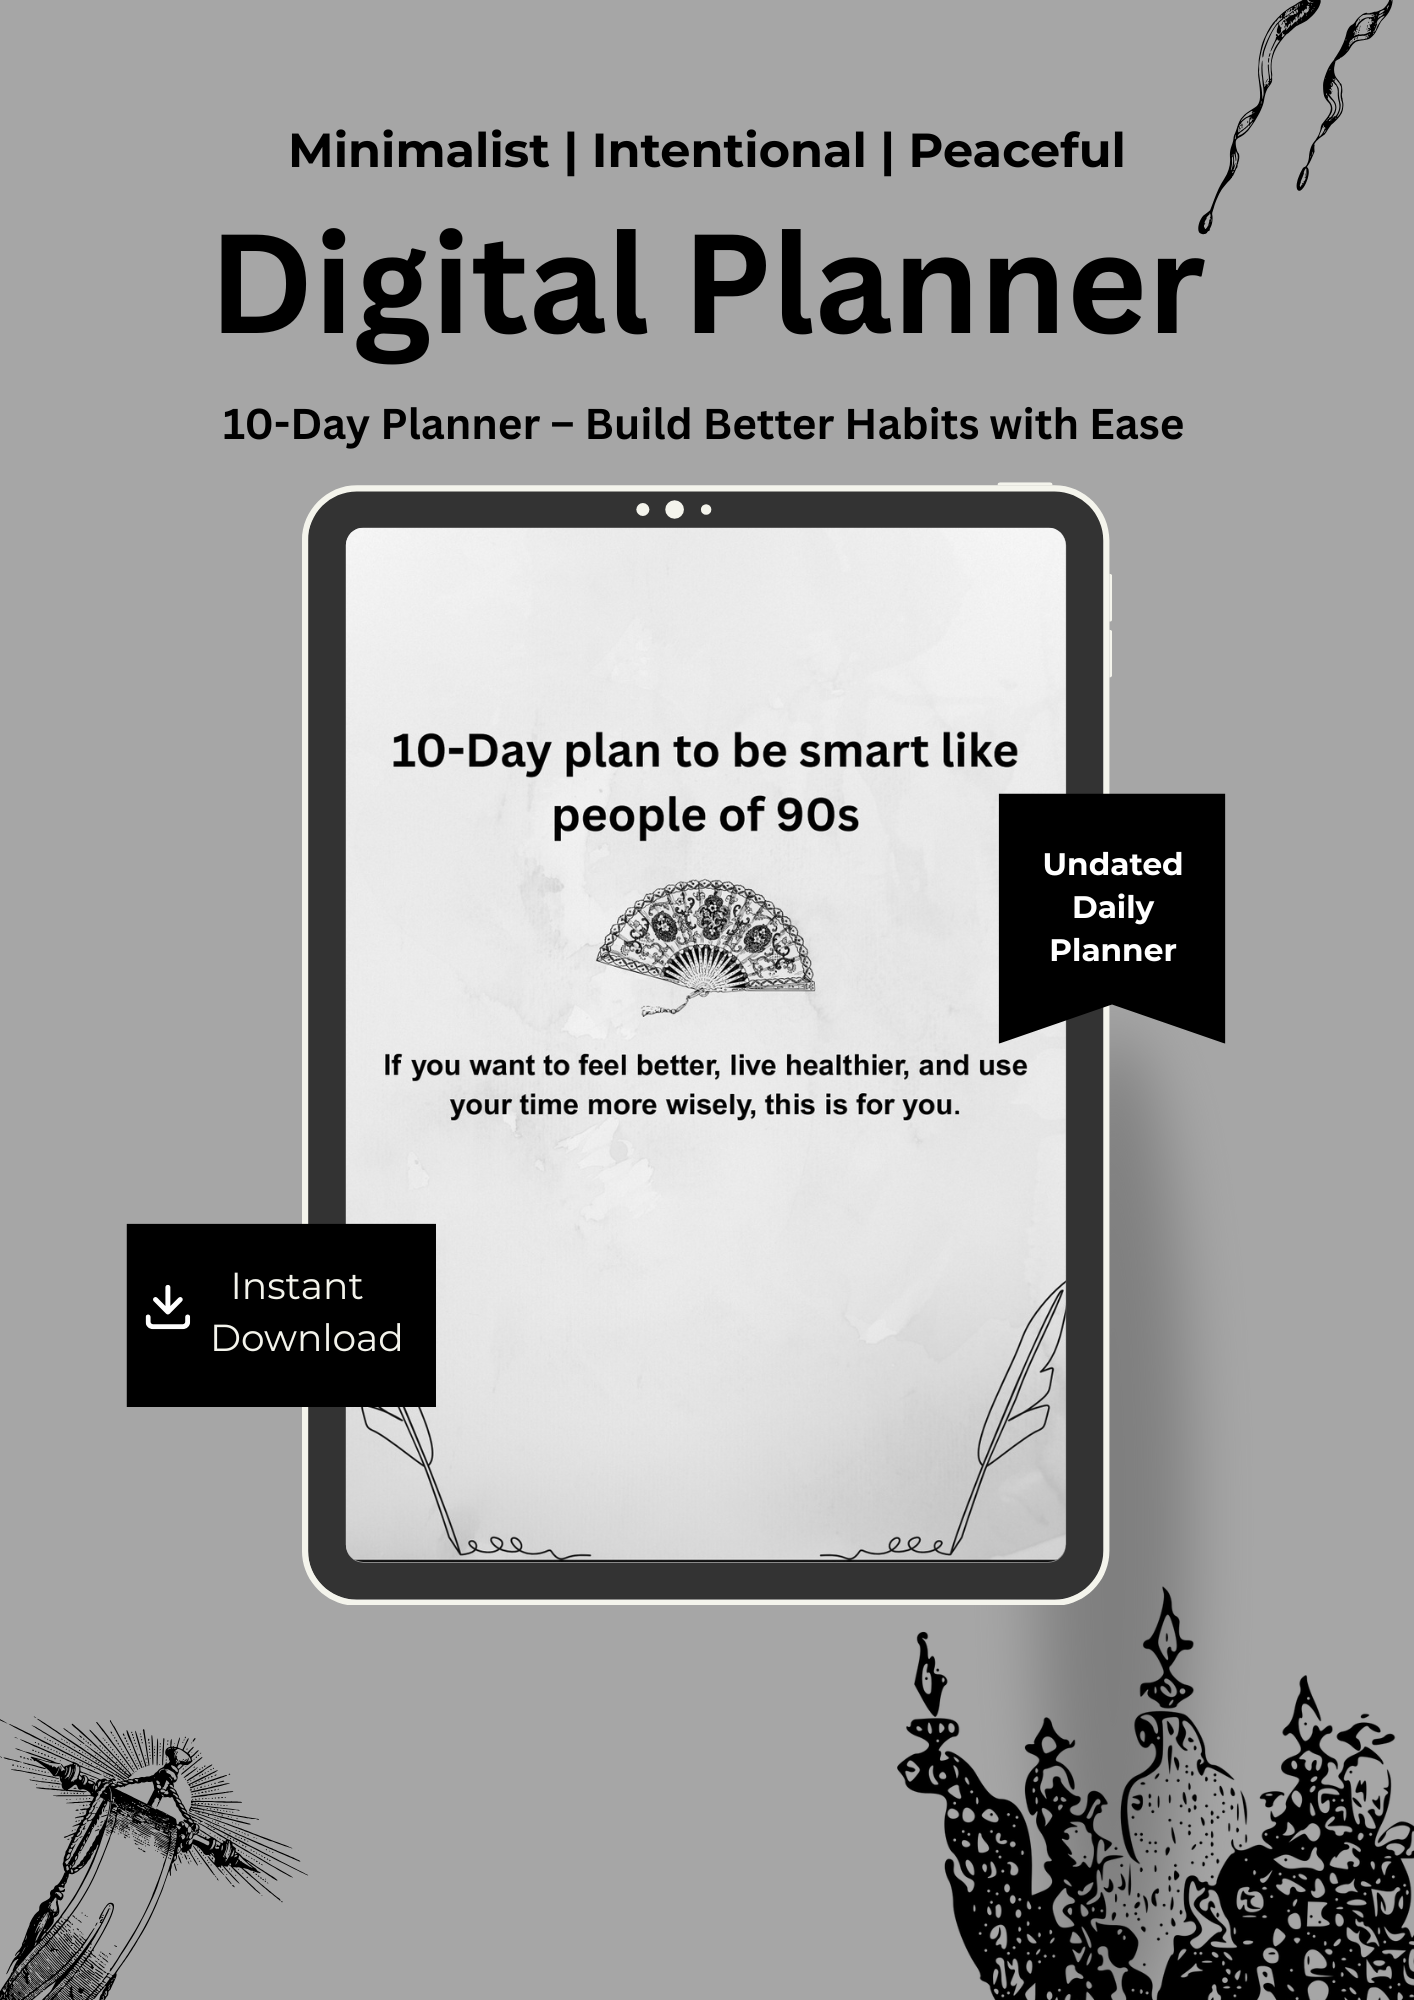 Minimalist | Intentional | Peaceful
Digital Planner
10-Day Planner – Build Better Habits with Ease
10-Day plan to be smart like
people of 90s
Undated
Daily
Planner
If you want to feel better, live healthier, and use
your time more wisely, this is for you.
Instant
Download